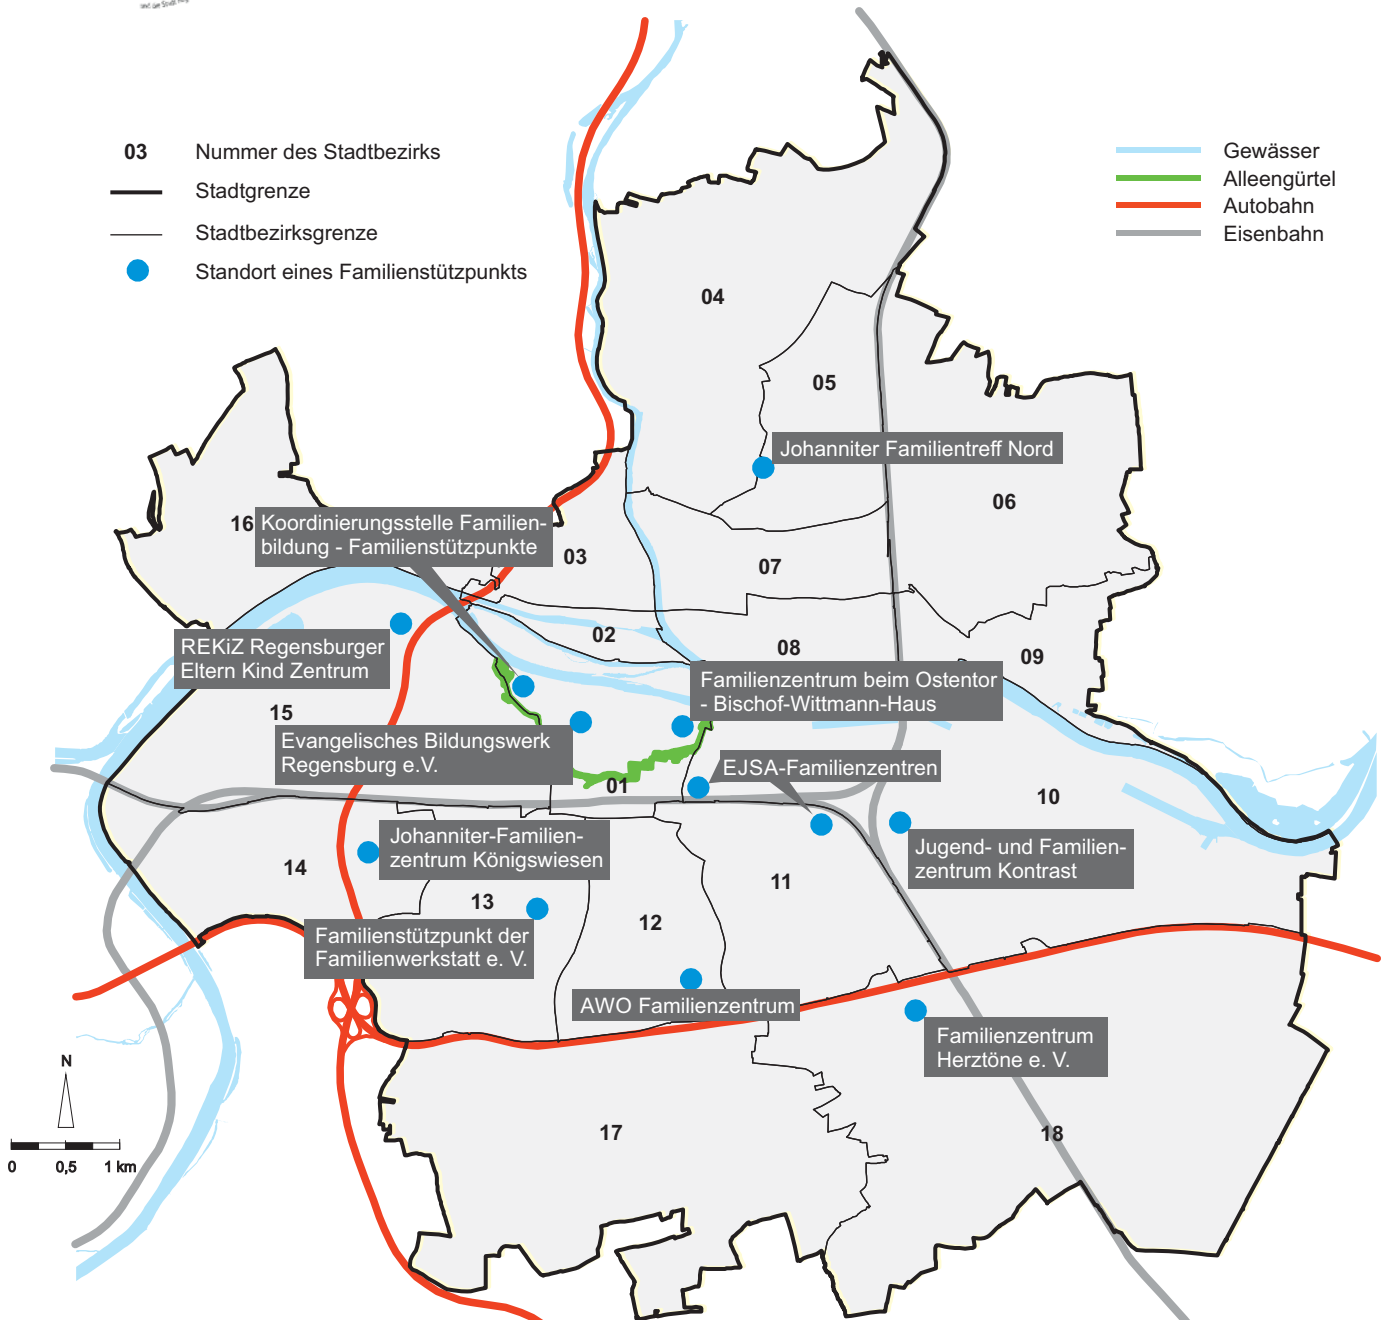 03 Nummer des Stadtbezirks
Stadtgrenze
Stadtbezirksgrenze
Standort eines Familienstützpunkts
Gewässer
Alleengürtel
Autobahn
Eisenbahn
04
05
Johanniter Familientreff Nord
06
16
Koordinierungsstelle Familien-
bildung - Familienstützpunkte
03
07
02
08
09
REKiZ Regensburger
Eltern Kind Zentrum
Familienzentrum beim Ostentor
- Bischof-Wittmann-Haus
15
Evangelisches Bildungswerk
Regensburg e.V.
EJSA-Familienzentren
01
10
Johanniter-Familien-
zentrum Königswiesen
Jugend- und Familien-
zentrum Kontrast
14
11
13
12
Familienstützpunkt der
Familienwerkstatt e. V.
AWO Familienzentrum
Familienzentrum
Herztöne e. V.
N
0 0,5 1 km
17
18